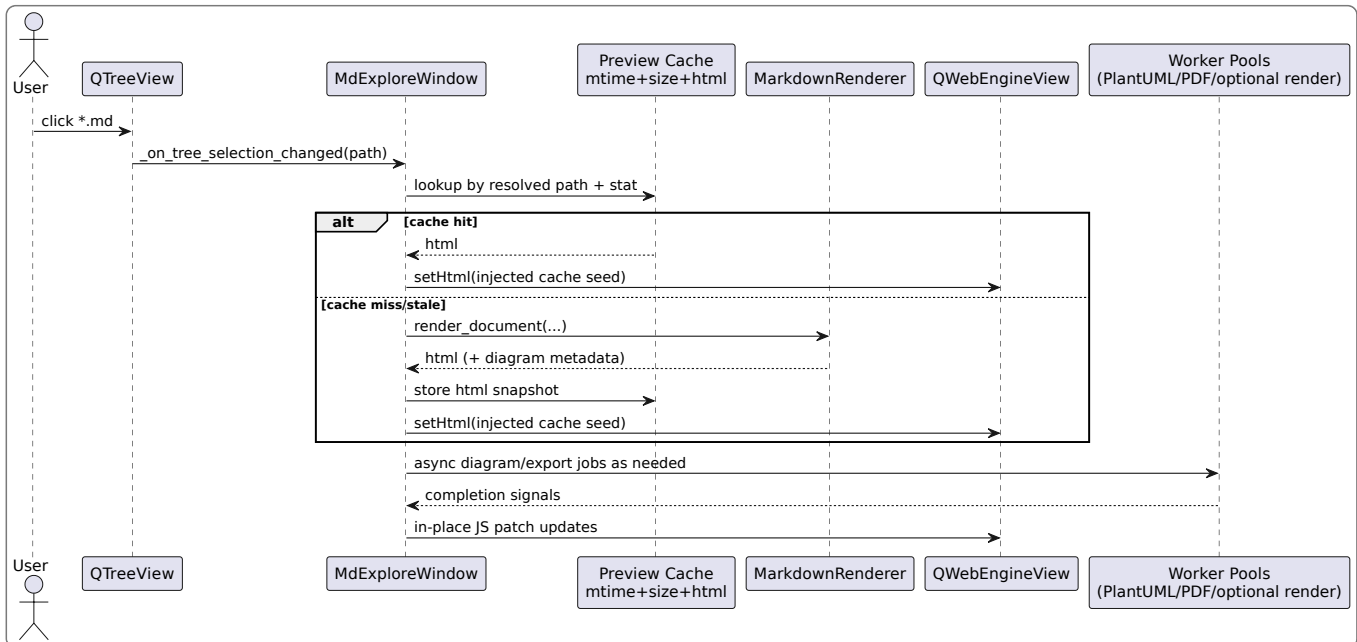 User
QTreeView
MdExploreWindow
Preview Cache
mtime+size+html
MarkdownRenderer
QWebEngineView
Worker Pools
(PlantUML/PDF/optional render)
click *.md
_on_tree_selection_changed(path)
lookup by resolved path + stat
alt
[cache hit]
html
setHtml(injected cache seed)
[cache miss/stale]
render_document(...)
html (+ diagram metadata)
store html snapshot
setHtml(injected cache seed)
async diagram/export jobs as needed
completion signals
in-place JS patch updates
User
QTreeView
MdExploreWindow
Preview Cache
mtime+size+html
MarkdownRenderer
QWebEngineView
Worker Pools
(PlantUML/PDF/optional render)